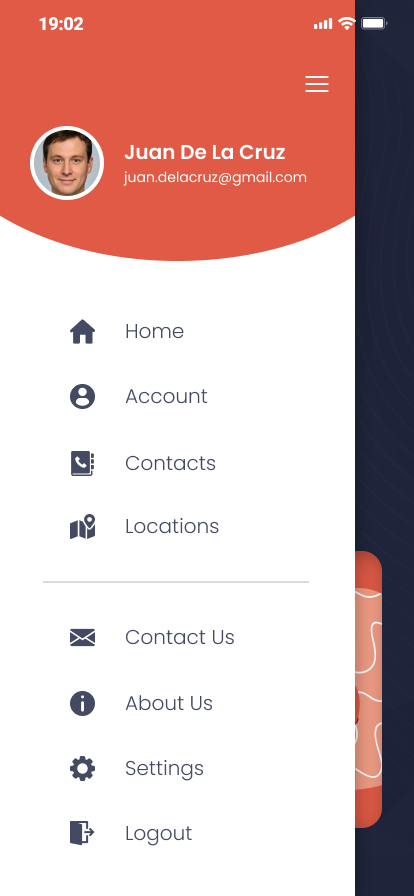 19:02
Juan De La Cruz
juan.delacruz@gmail.com
Home
Account
Contacts
Locations
Contact Us
About Us
Settings
Logout